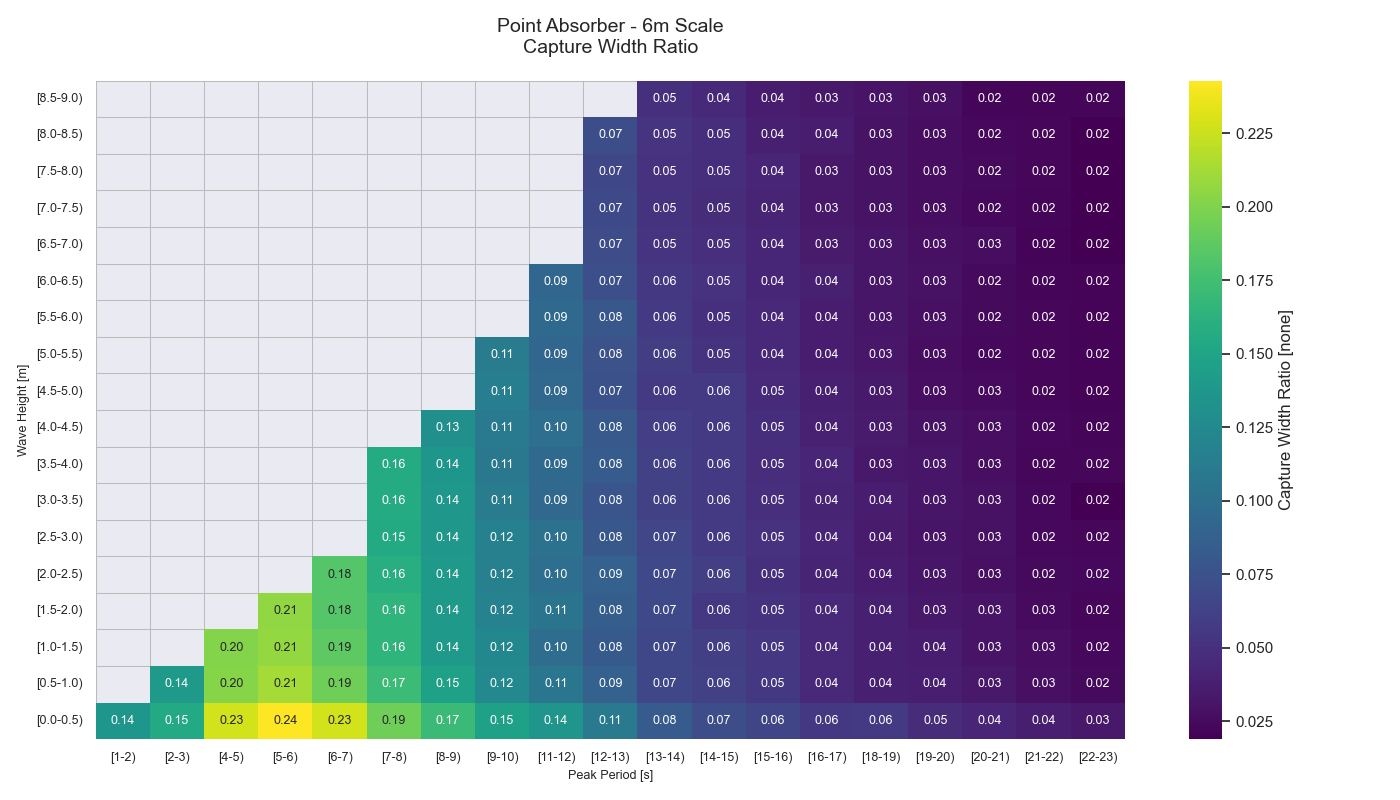 Point Absorber - 6m Scale
Capture Width Ratio
[8.5-9.0) 0.05 0.04 0.04 0.03 0.03 0.03 0.02 0.02 0.02
[8.0-8.5) 0.07 0.05 0.05 0.04 0.04 0.03 0.03 0.02 0.02 0.02
[7.5-8.0) 0.07 0.05 0.05 0.04 0.03 0.03 0.03 0.02 0.02 0.02
[7.0-7.5) 0.07 0.05 0.05 0.04 0.03 0.03 0.03 0.02 0.02 0.02
[6.5-7.0) 0.07 0.05 0.05 0.04 0.03 0.03 0.03 0.03 0.02 0.02
[6.0-6.5) 0.09 0.07 0.06 0.05 0.04 0.04 0.03 0.03 0.02 0.02 0.02
[5.5-6.0) 0.09 0.08 0.06 0.05 0.04 0.04 0.03 0.03 0.02 0.02 0.02
[5.0-5.5) 0.11 0.09 0.08 0.06 0.05 0.04 0.04 0.03 0.03 0.03 0.02 0.02
[4.5-5.0) 0.11 0.09 0.07 0.06 0.06 0.05 0.04 0.03 0.03 0.03 0.02 0.02
[4.0-4.5) 0.13 0.11 0.10 0.08 0.06 0.06 0.05 0.04 0.03 0.03 0.03 0.02 0.02
[3.5-4.0) 0.16 0.14 0.11 0.09 0.08 0.06 0.06 0.05 0.04 0.03 0.03 0.03 0.02 0.02
[3.0-3.5) 0.16 0.14 0.11 0.09 0.08 0.06 0.06 0.05 0.04 0.04 0.03 0.03 0.02 0.02
[2.5-3.0) 0.15 0.14 0.12 0.10 0.08 0.07 0.06 0.05 0.04 0.04 0.03 0.03 0.02 0.02
[2.0-2.5) 0.18 0.16 0.14 0.12 0.10 0.09 0.07 0.06 0.05 0.04 0.04 0.03 0.03 0.02 0.02
[1.5-2.0) 0.21 0.18 0.16 0.14 0.12 0.11 0.08 0.07 0.06 0.05 0.04 0.04 0.03 0.03 0.03 0.02
[1.0-1.5) 0.20 0.21 0.19 0.16 0.14 0.12 0.10 0.08 0.07 0.06 0.05 0.04 0.04 0.04 0.03 0.03 0.02
[0.5-1.0) 0.14 0.20 0.21 0.19 0.17 0.15 0.12 0.11 0.09 0.07 0.06 0.05 0.04 0.04 0.04 0.03 0.03 0.02
[0.0-0.5) 0.14 0.15 0.23 0.24 0.23 0.19 0.17 0.15 0.14 0.11 0.08 0.07 0.06 0.06 0.06 0.05 0.04 0.04 0.03
[1-2) [2-3) [4-5) [5-6) [6-7) [7-8) [8-9) [9-10) [11-12) [12-13) [13-14) [14-15) [15-16) [16-17) [18-19) [19-20) [20-21) [21-22) [22-23)
Peak Period [s]
Wave Height [m]
0.225
0.200
0.175
0.150
0.125
0.100
0.075
0.050
0.025
Capture Width Ratio [none]